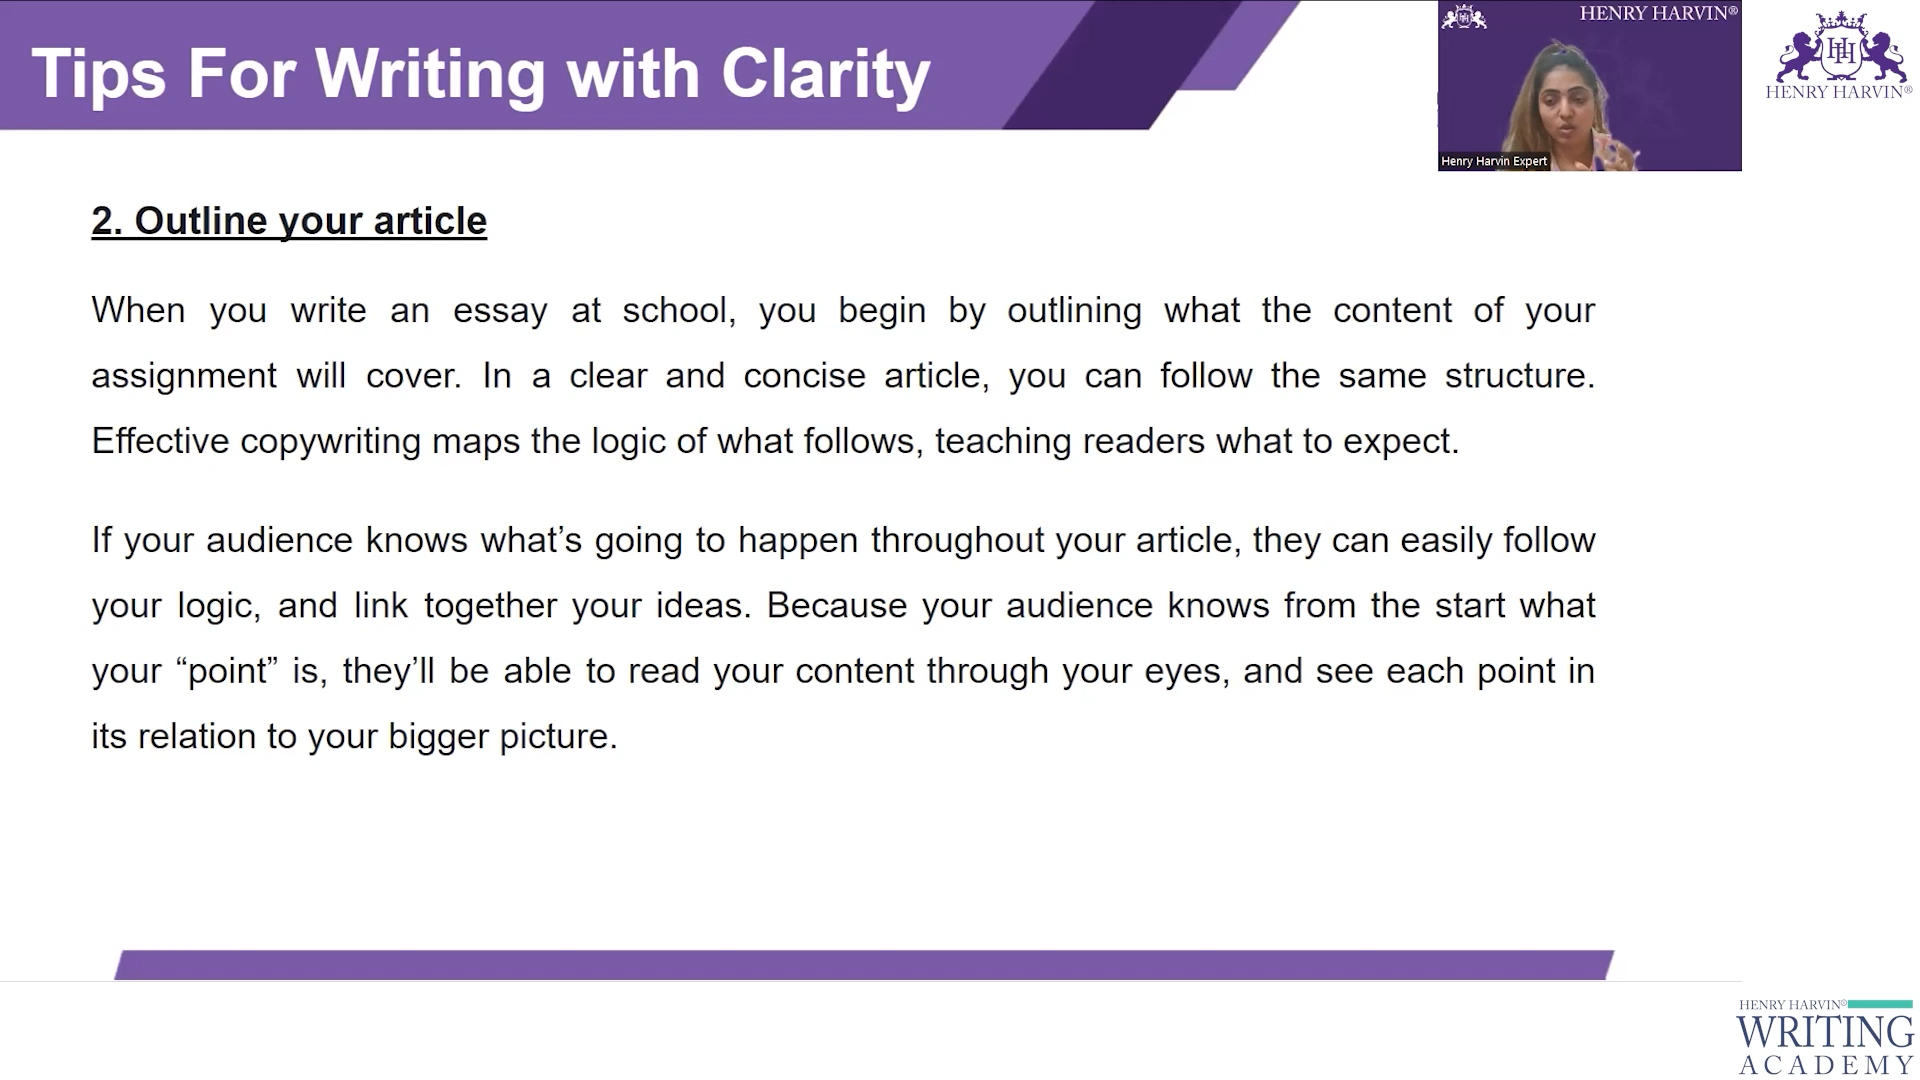 Tips For Writing with Clarity
HENRY HARVIN®
Henry Harvin Expert
HENRY HARVIN®
2. Outline your article
When you write an essay at school, you begin by outlining what the content of your
assignment will cover. In a clear and concise article, you can follow the same structure.
Effective copywriting maps the logic of what follows, teaching readers what to expect.
If your audience knows what’s going to happen throughout your article, they can easily follow
your logic, and link together your ideas. Because your audience knows from the start what
your “point” is, they’ll be able to read your content through your eyes, and see each point in
its relation to your bigger picture.
HENRY HARVIN®
WRITING
ACADEMY